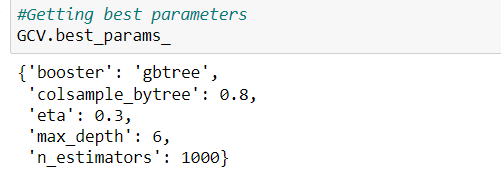 #Getting best parameters
GCV.best_params_
{'booster': 'gbtree',
 'colsample_bytree': 0.8,
 'eta': 0.3,
 'max_depth': 6,
 'n_estimators': 1000}